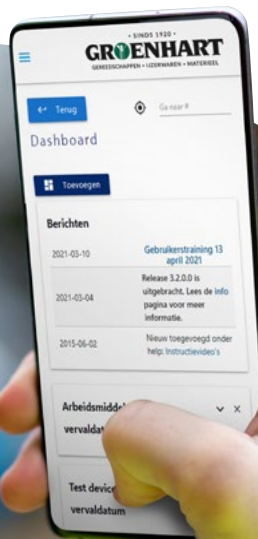 • SINDS 1920 •
GROENHART
GEREEDSCHAPPEN • IJZERWAREN • MATERIEEL
Terug
Ga naar #
Dashboard
Toevoegen
Berichten
2021-03-10
Gebruikerstraining 13
april 2021
Release 3.2.0.0 is
uitgebracht. Lees de info
2021-03-04
pagina voor meer
informatie.
2015-06-02
Nieuw toegevoegd onder
help: Instructievideo's
vervaldatum
Test device
vervaldatum